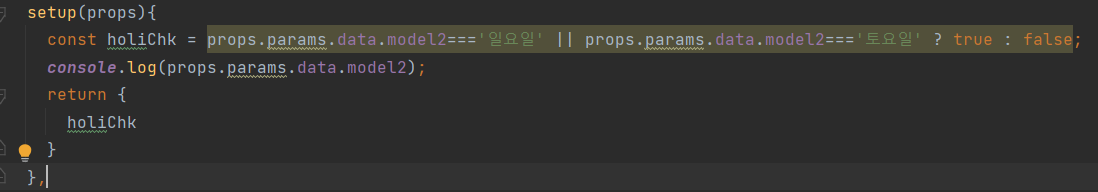 setup(props){
const holiChk = props.params.data.model2==='일요일' || props.params.data.model2==='토요일' ? true : false;
console.log(props.params.data.model2);
return {
holiChk
}
},